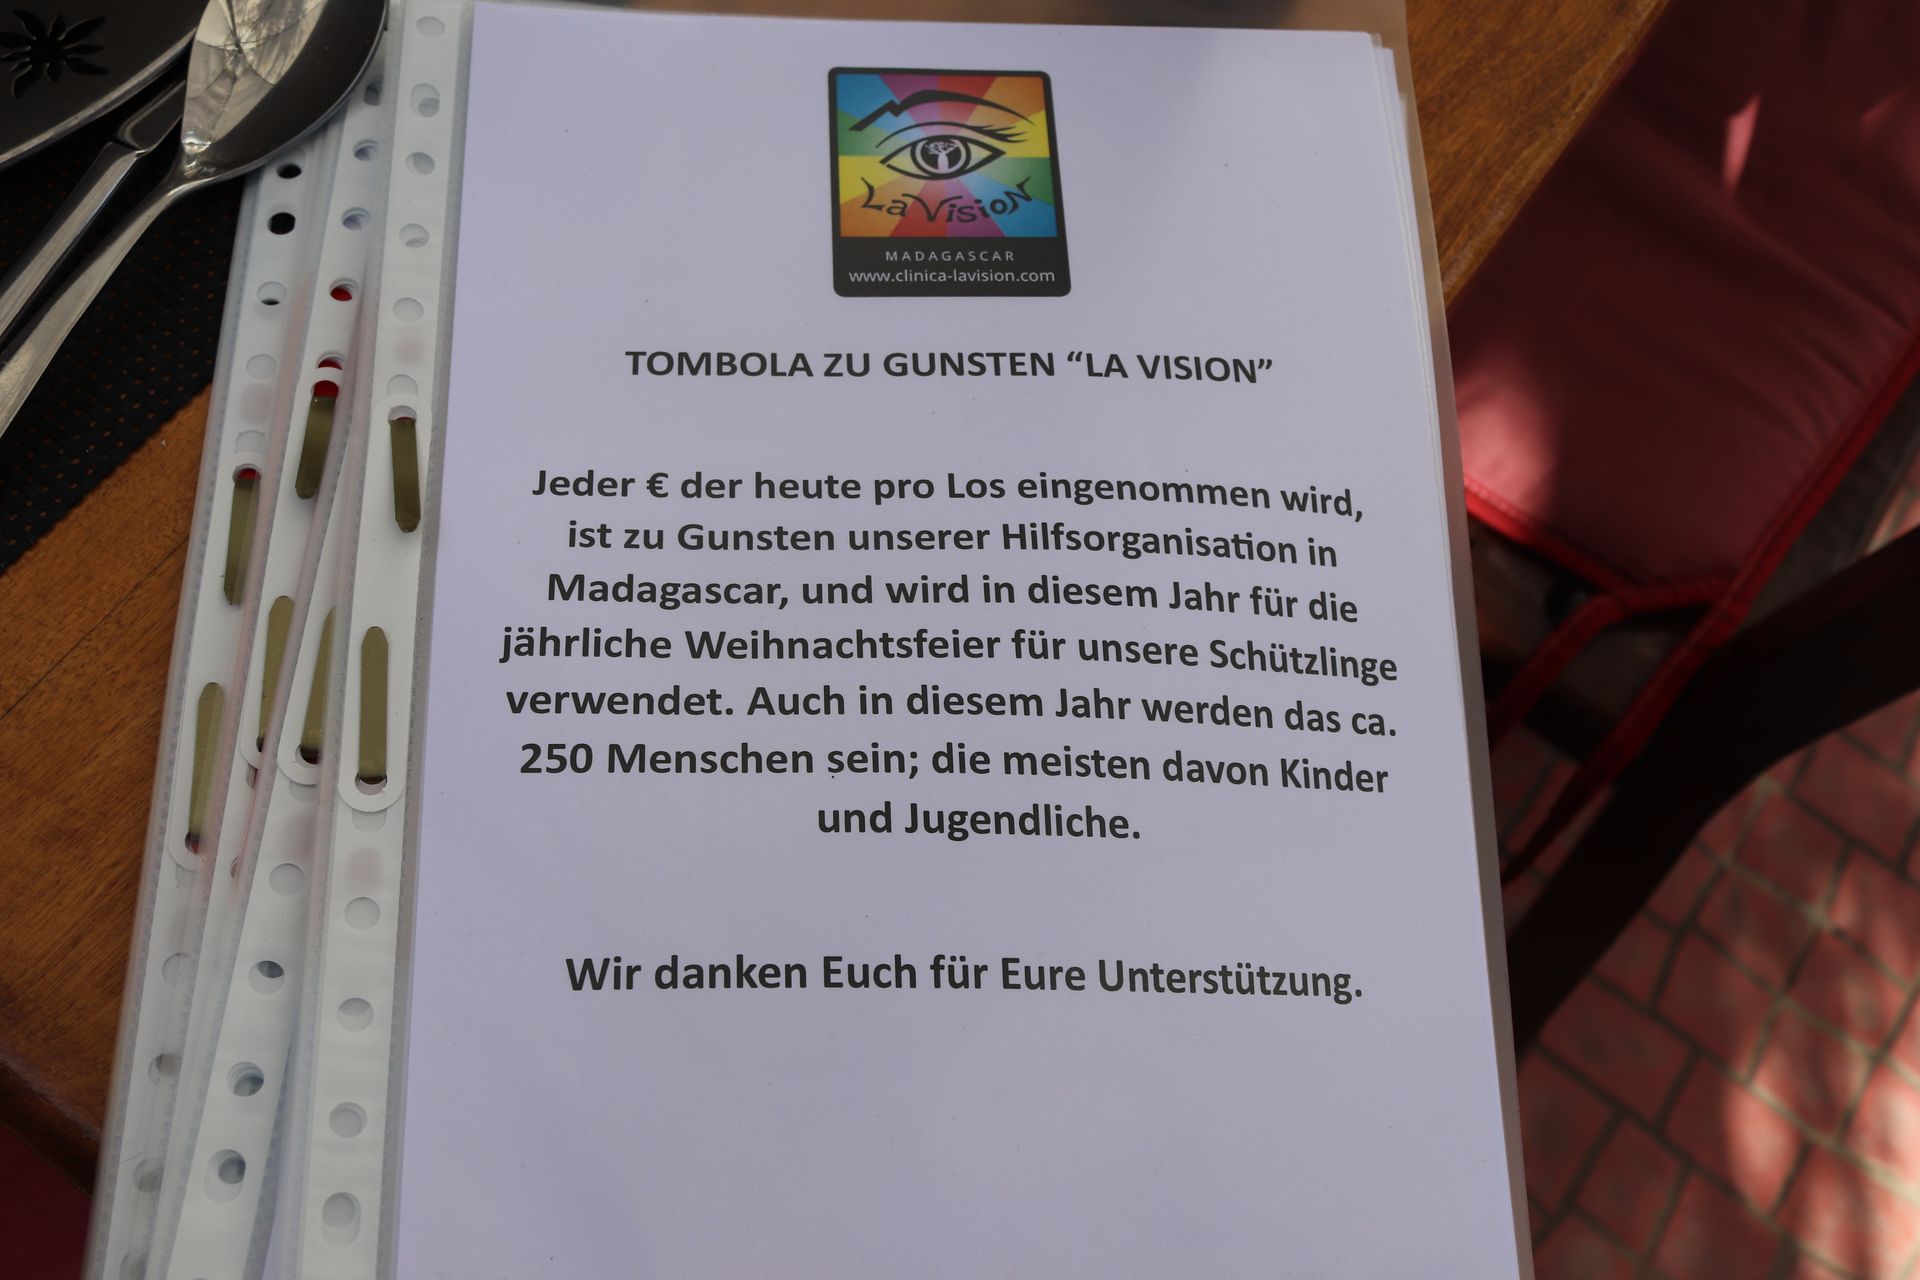 La Vision
MADAGASCAR
www.clinica-lavision.com
TOMBOLA ZU GUNSTEN “LA VISION”
Jeder € der heute pro Los eingenommen wird,
ist zu Gunsten unserer Hilfsorganisation in
Madagascar, und wird in diesem Jahr für die
jährliche Weihnachtsfeier für unsere Schützlinge
verwendet. Auch in diesem Jahr werden das ca.
250 Menschen sein; die meisten davon Kinder
und Jugendliche.
Wir danken Euch für Eure Unterstützung.